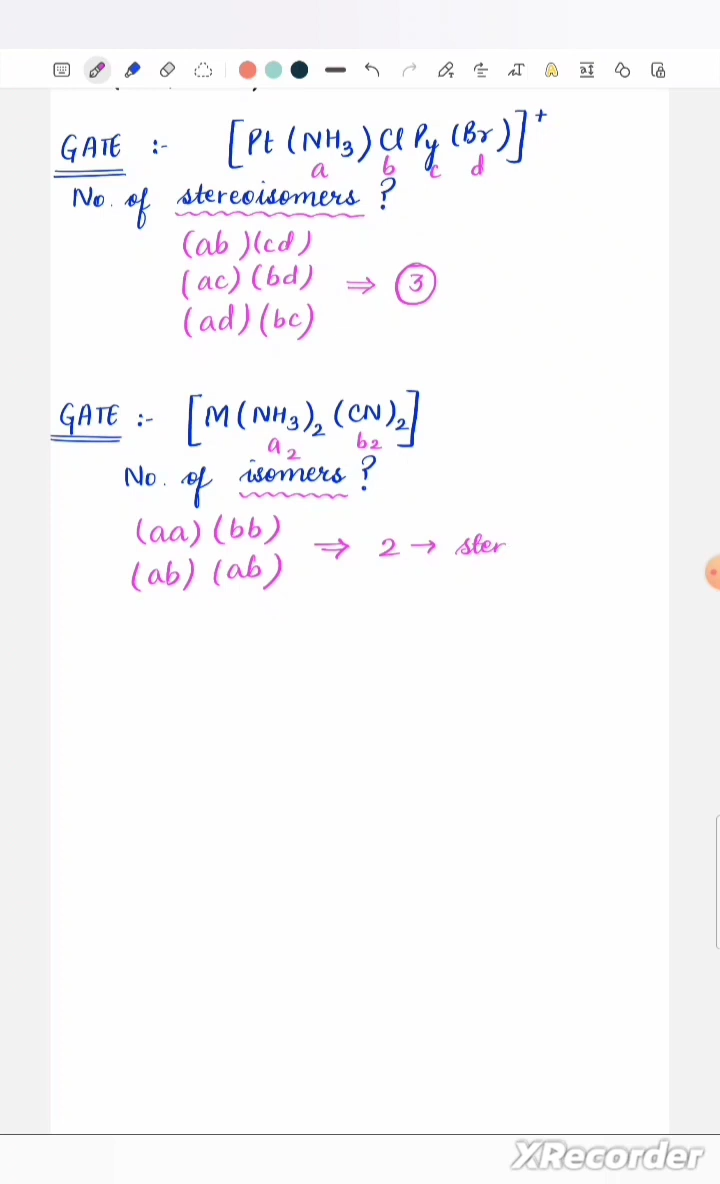 GATE :- [Pt (NH₃) Cl Py (Br)]⁺
a b c d
No. of stereoisomers ?
(ab)(cd)
(ac)(bd) ⇒ 3
(ad)(bc)
GATE :- [M(NH₃)₂ (CN)₂]
a₂ b₂
No. of isomers ?
(aa)(bb)
(ab)(ab) ⇒ 2 → ster
XRecorder